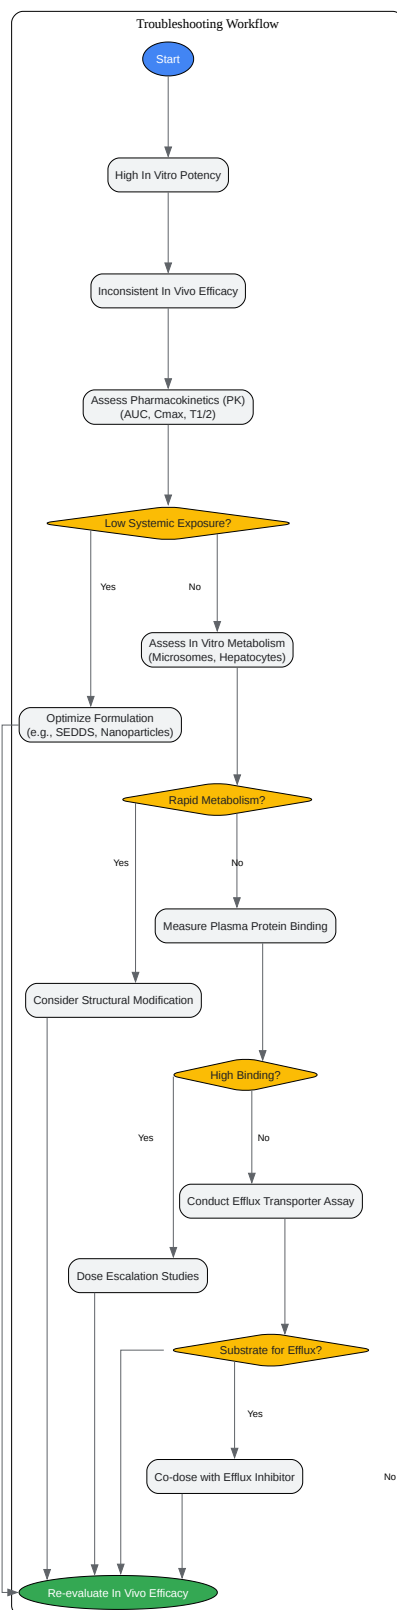 Troubleshooting Workflow
Start
High In Vitro Potency
Inconsistent In Vivo Efficacy
Assess Pharmacokinetics (PK)
(AUC, Cmax, T1/2)
Low Systemic Exposure?
Yes
No
Assess In Vitro Metabolism
(Microsomes, Hepatocytes)
Optimize Formulation
(e.g., SEDDS, Nanoparticles)
Rapid Metabolism?
Yes
No
Measure Plasma Protein Binding
Consider Structural Modification
High Binding?
Yes
No
Conduct Efflux Transporter Assay
Dose Escalation Studies
Substrate for Efflux?
Yes
Co-dose with Efflux Inhibitor
No
Re-evaluate In Vivo Efficacy